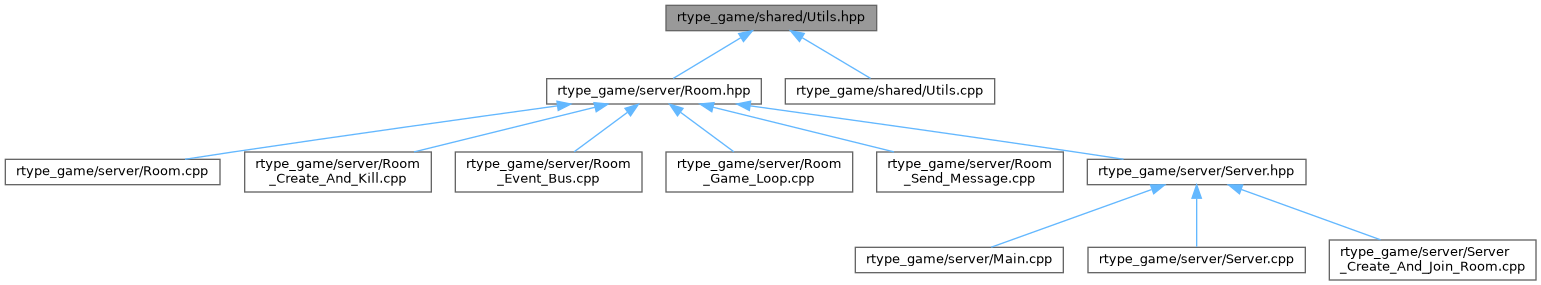 rtype_game/shared/Utils.hpp
rtype_game/server/Room.hpp
rtype_game/shared/Utils.cpp
rtype_game/server/Room.cpp
rtype_game/server/Room
_Create_And_Kill.cpp
rtype_game/server/Room
_Event_Bus.cpp
rtype_game/server/Room
_Game_Loop.cpp
rtype_game/server/Room
_Send_Message.cpp
rtype_game/server/Server.hpp
rtype_game/server/Main.cpp
rtype_game/server/Server.cpp
rtype_game/server/Server
_Create_And_Join_Room.cpp